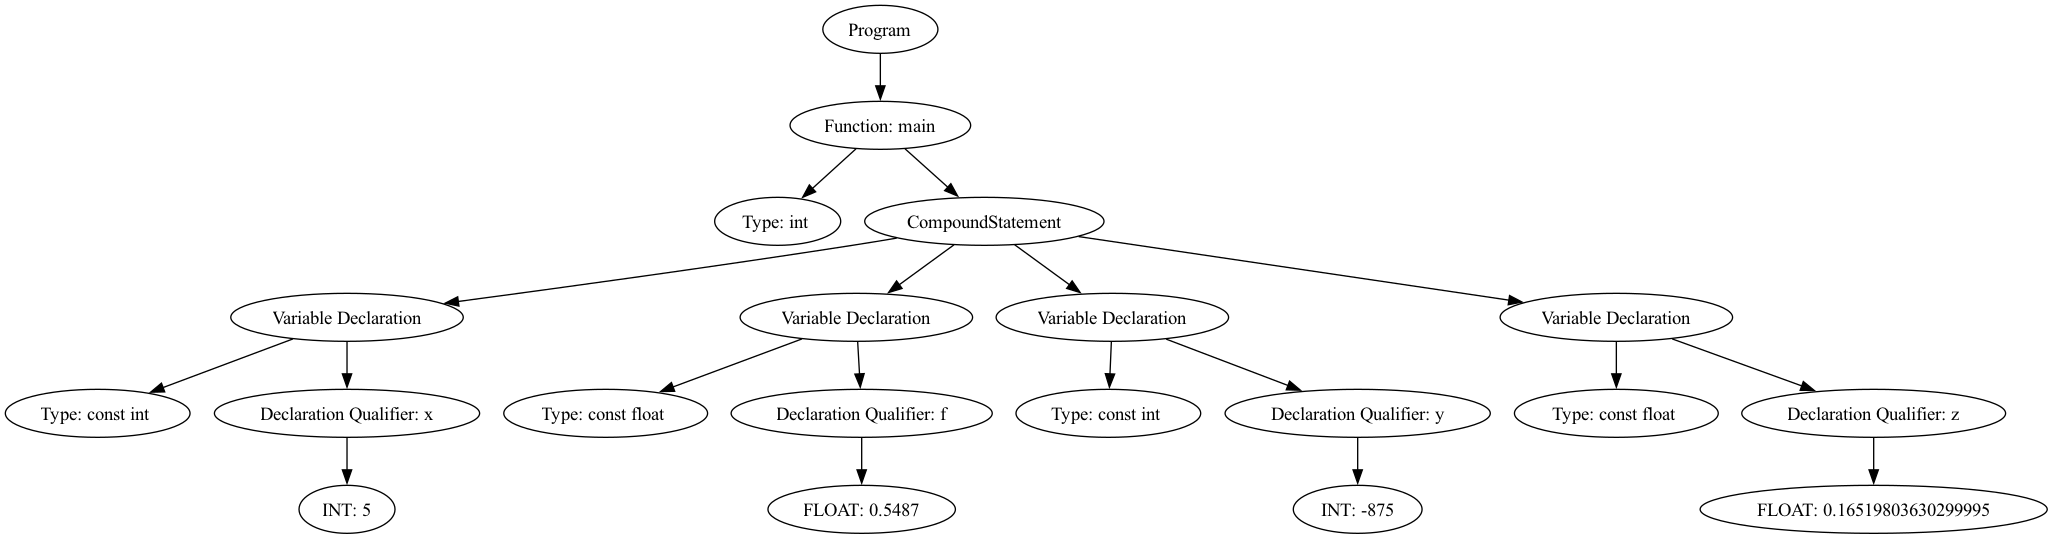 Program
Function: main
Type: int
CompoundStatement
Variable Declaration
Variable Declaration
Variable Declaration
Variable Declaration
Type: const int
Declaration Qualifier: x
Type: const float
Declaration Qualifier: f
Type: const int
Declaration Qualifier: y
Type: const float
Declaration Qualifier: z
INT: 5
FLOAT: 0.5487
INT: -875
FLOAT: 0.16519803630299995